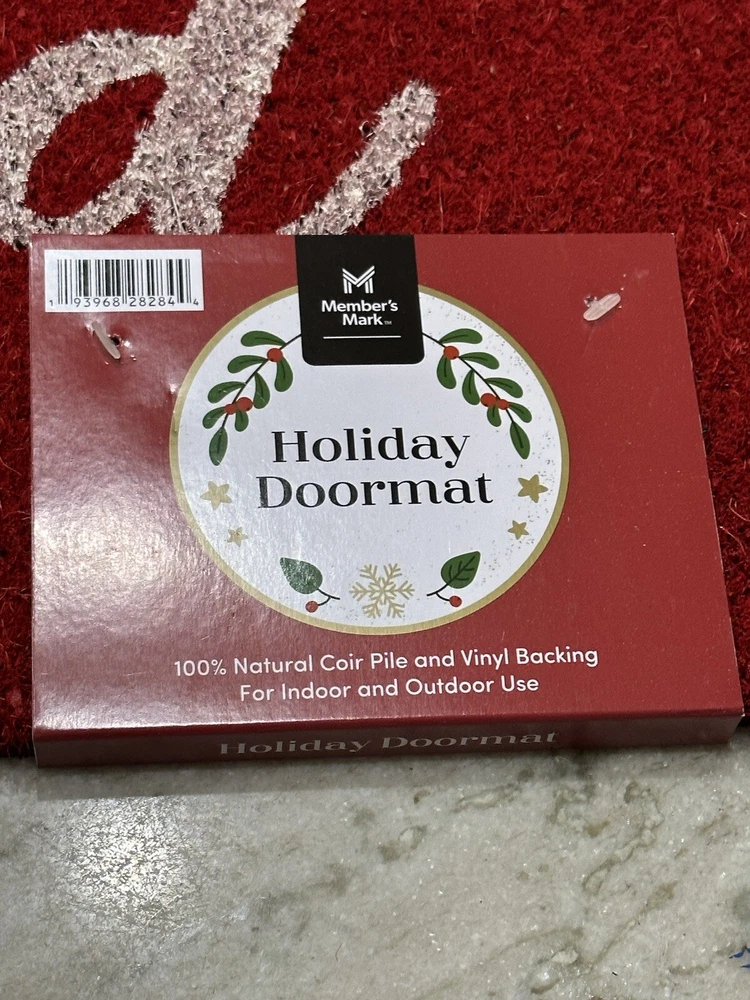 d
1 93968 28284 4
Member's
Mark™
Holiday
Doormat
100% Natural Coir Pile and Vinyl Backing
For Indoor and Outdoor Use
Holiday Doormat